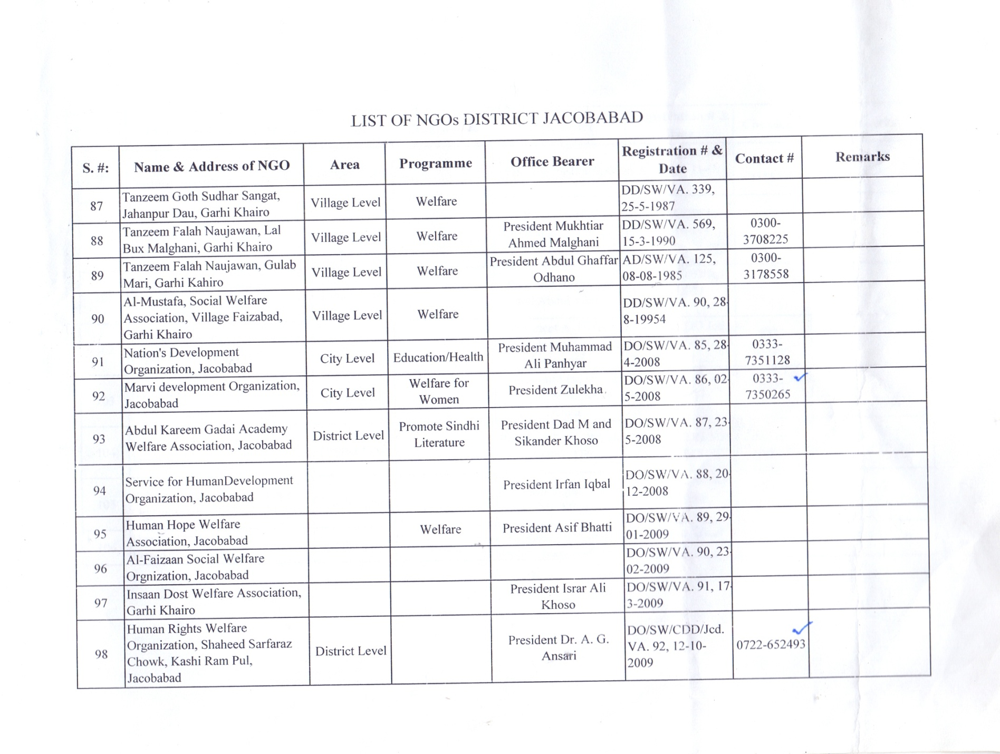 LIST OF NGOs DISTRICT JACOBABAD
S. #:
Name & Address of NGO
Area
Programme
Office Bearer
Registration # &
Date
Contact #
Remarks
87
Tanzeem Goth Sudhar Sangat,
Jahanpur Dau, Garhi Khairo
Village Level
Welfare
DD/SW/VA. 339,
25-5-1987
88
Tanzeem Falah Naujawan, Lal
Bux Malghani, Garhi Khairo
Village Level
Welfare
President Mukhtiar
Ahmed Malghani
DD/SW/VA. 569,
15-3-1990
0300-
3708225
89
Tanzeem Falah Naujawan, Gulab
Mari, Garhi Kahiro
Village Level
Welfare
President Abdul Ghaffar
Odhano
AD/SW/VA. 125,
08-08-1985
0300-
3178558
90
Al-Mustafa, Social Welfare
Association, Village Faizabad,
Garhi Khairo
Village Level
Welfare
DD/SW/VA. 90, 28-
8-19954
91
Nation's Development
Organization, Jacobabad
City Level
Education/Health
President Muhammad
Ali Panhyar
DO/SW/VA. 85, 28-
4-2008
0333-
7351128
92
Marvi development Organization,
Jacobabad
City Level
Welfare for
Women
President Zulekha
DO/SW/VA. 86, 02-
5-2008
0333-
7350265
93
Abdul Kareem Gadai Academy
Welfare Association, Jacobabad
District Level
Promote Sindhi
Literature
President Dad M and
Sikander Khoso
DO/SW/VA. 87, 23-
5-2008
94
Service for HumanDevelopment
Organization, Jacobabad
President Irfan Iqbal
DO/SW/VA. 88, 20-
12-2008
95
Human Hope Welfare
Association, Jacobabad
Welfare
President Asif Bhatti
DO/SW/VA. 89, 29-
01-2009
96
Al-Faizaan Social Welfare
Orgnization, Jacobabad
DO/SW/VA. 90, 23-
02-2009
97
Insaan Dost Welfare Association,
Garhi Khairo
President Israr Ali
Khoso
DO/SW/VA. 91, 17-
3-2009
98
Human Rights Welfare
Organization, Shaheed Sarfaraz
Chowk, Kashi Ram Pul,
Jacobabad
District Level
President Dr. A. G.
Ansari
DO/SW/CDD/Jcd.
VA. 92, 12-10-
2009
0722-652493